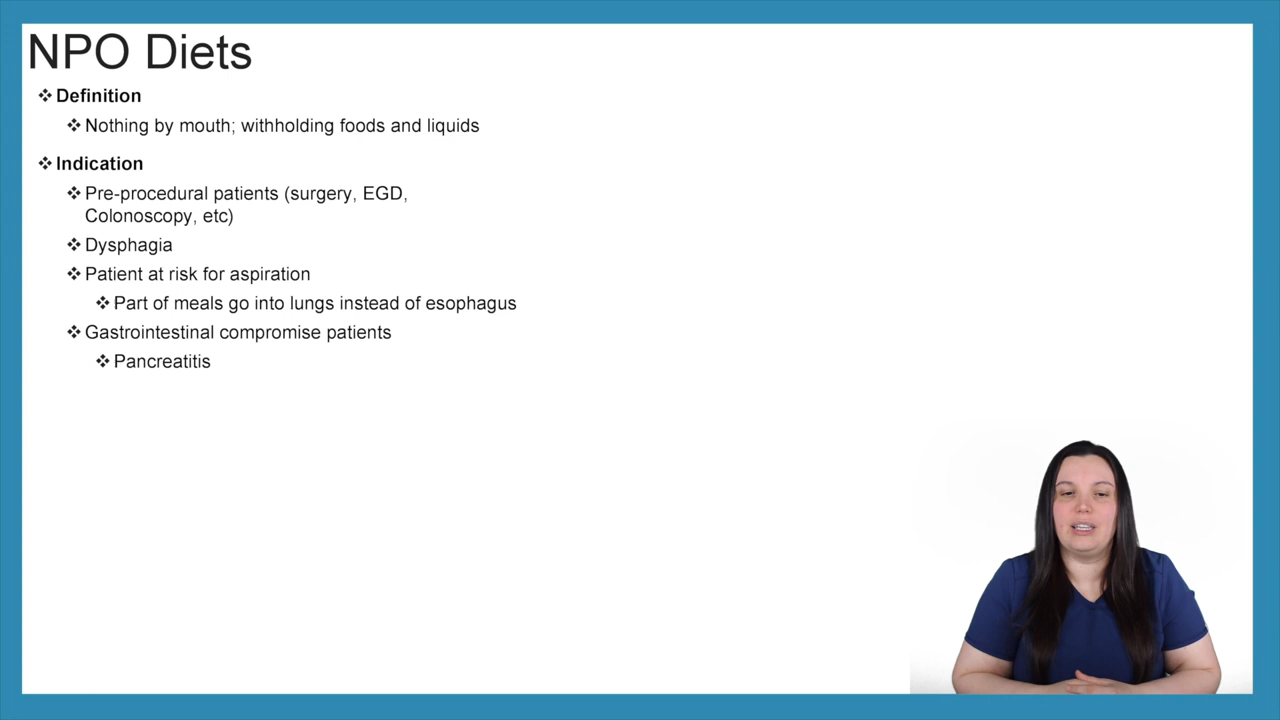 NPO Diets
❖ Definition
❖ Nothing by mouth; withholding foods and liquids
❖ Indication
❖ Pre-procedural patients (surgery, EGD,
Colonoscopy, etc)
❖ Dysphagia
❖ Patient at risk for aspiration
❖ Part of meals go into lungs instead of esophagus
❖ Gastrointestinal compromise patients
❖ Pancreatitis